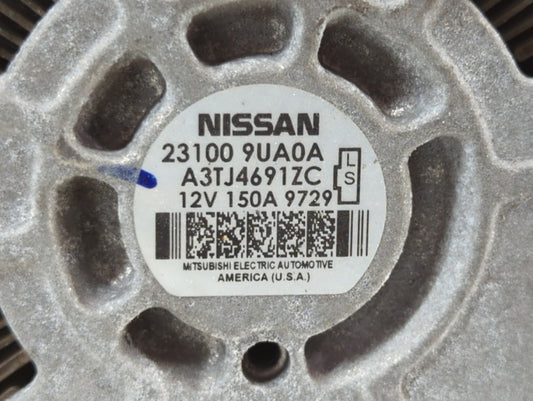 NISSAN
23100 9UA0A
A3TJ4691ZC
12V 150A 9729
L
S
MITSUBISHI ELECTRIC AUTOMOTIVE
AMERICA (U.S.A.)